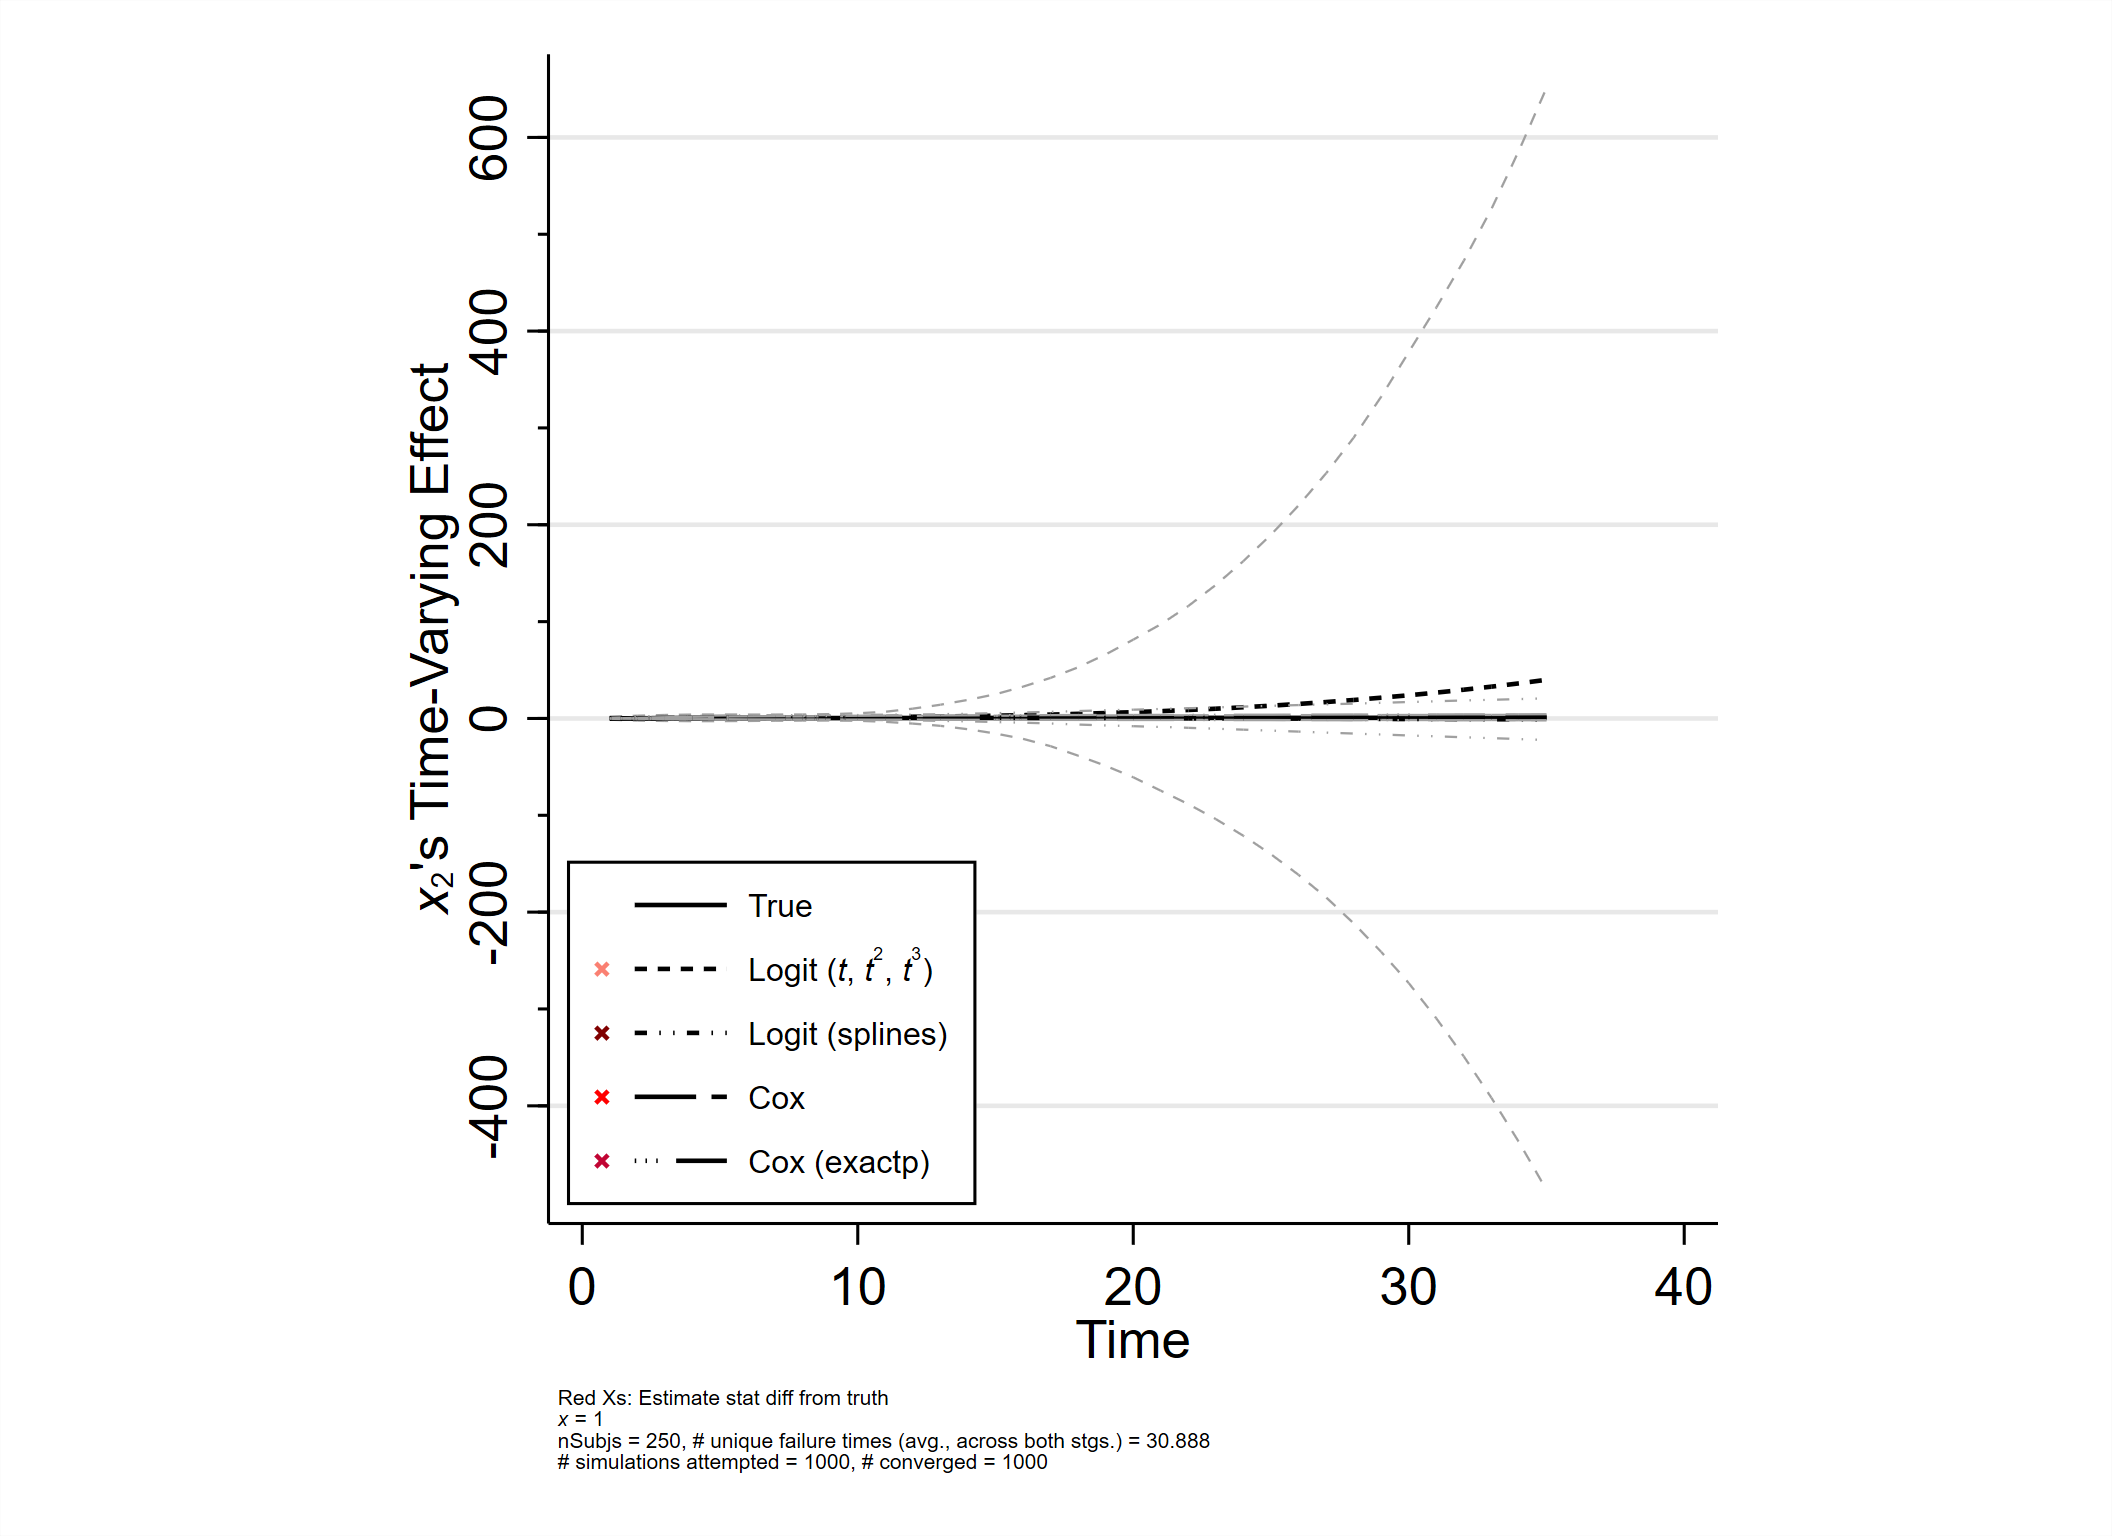 600
400
200
0
-200
-400
x₂'s Time-Varying Effect
True
Logit (t, t², t³)
Logit (splines)
Cox
Cox (exactp)
0 10 20 30 40
Time
Red Xs: Estimate stat diff from truth
x = 1
nSubjs = 250, # unique failure times (avg., across both stgs.) = 30.888
# simulations attempted = 1000, # converged = 1000